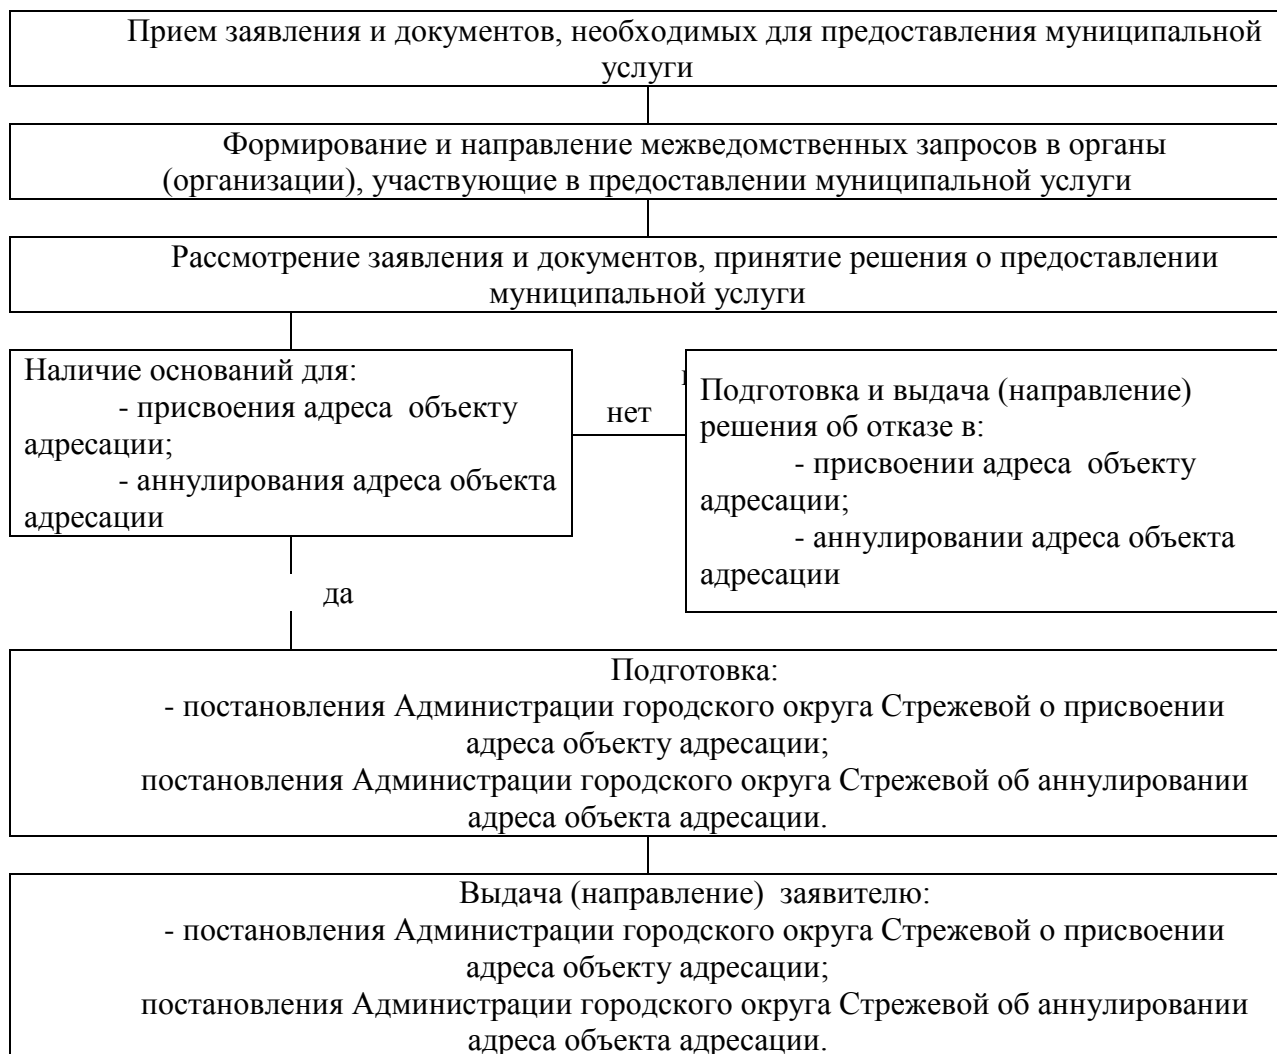 Прием заявления и документов, необходимых для предоставления муниципальной
услуги
Формирование и направление межведомственных запросов в органы
(организации), участвующие в предоставлении муниципальной услуги
Рассмотрение заявления и документов, принятие решения о предоставлении
муниципальной услуги
Наличие оснований для:
- присвоения адреса объекту
адресации;
- аннулирования адреса объекта
адресации
нет
Подготовка и выдача (направление)
решения об отказе в:
- присвоении адреса объекту
адресации;
- аннулировании адреса объекта
адресации
да
Подготовка:
- постановления Администрации городского округа Стрежевой о присвоении
адреса объекту адресации;
постановления Администрации городского округа Стрежевой об аннулировании
адреса объекта адресации.
Выдача (направление) заявителю:
- постановления Администрации городского округа Стрежевой о присвоении
адреса объекту адресации;
постановления Администрации городского округа Стрежевой об аннулировании
адреса объекта адресации.